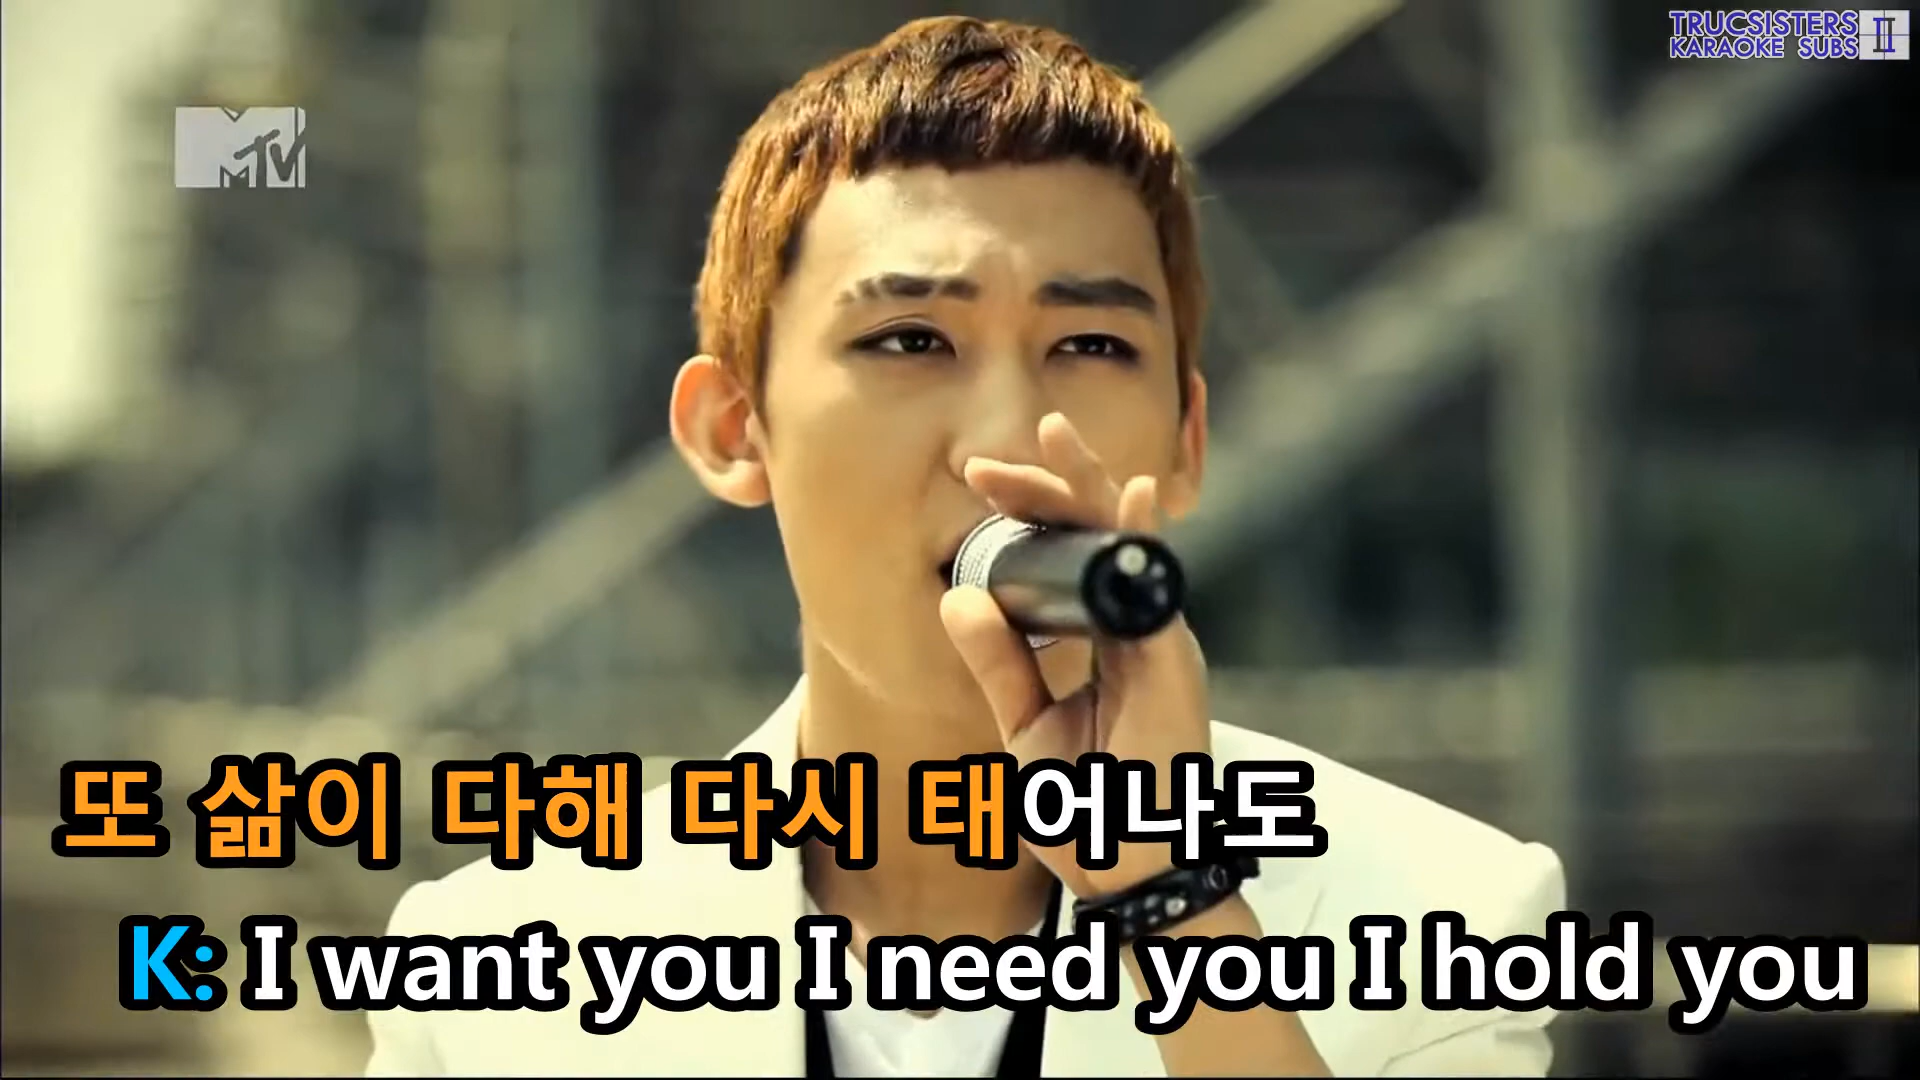 TRUCSISTERS
KARAOKE SUBS II
MTV
또 삶이 다해 다시 태어나도
K: I want you I need you I hold you